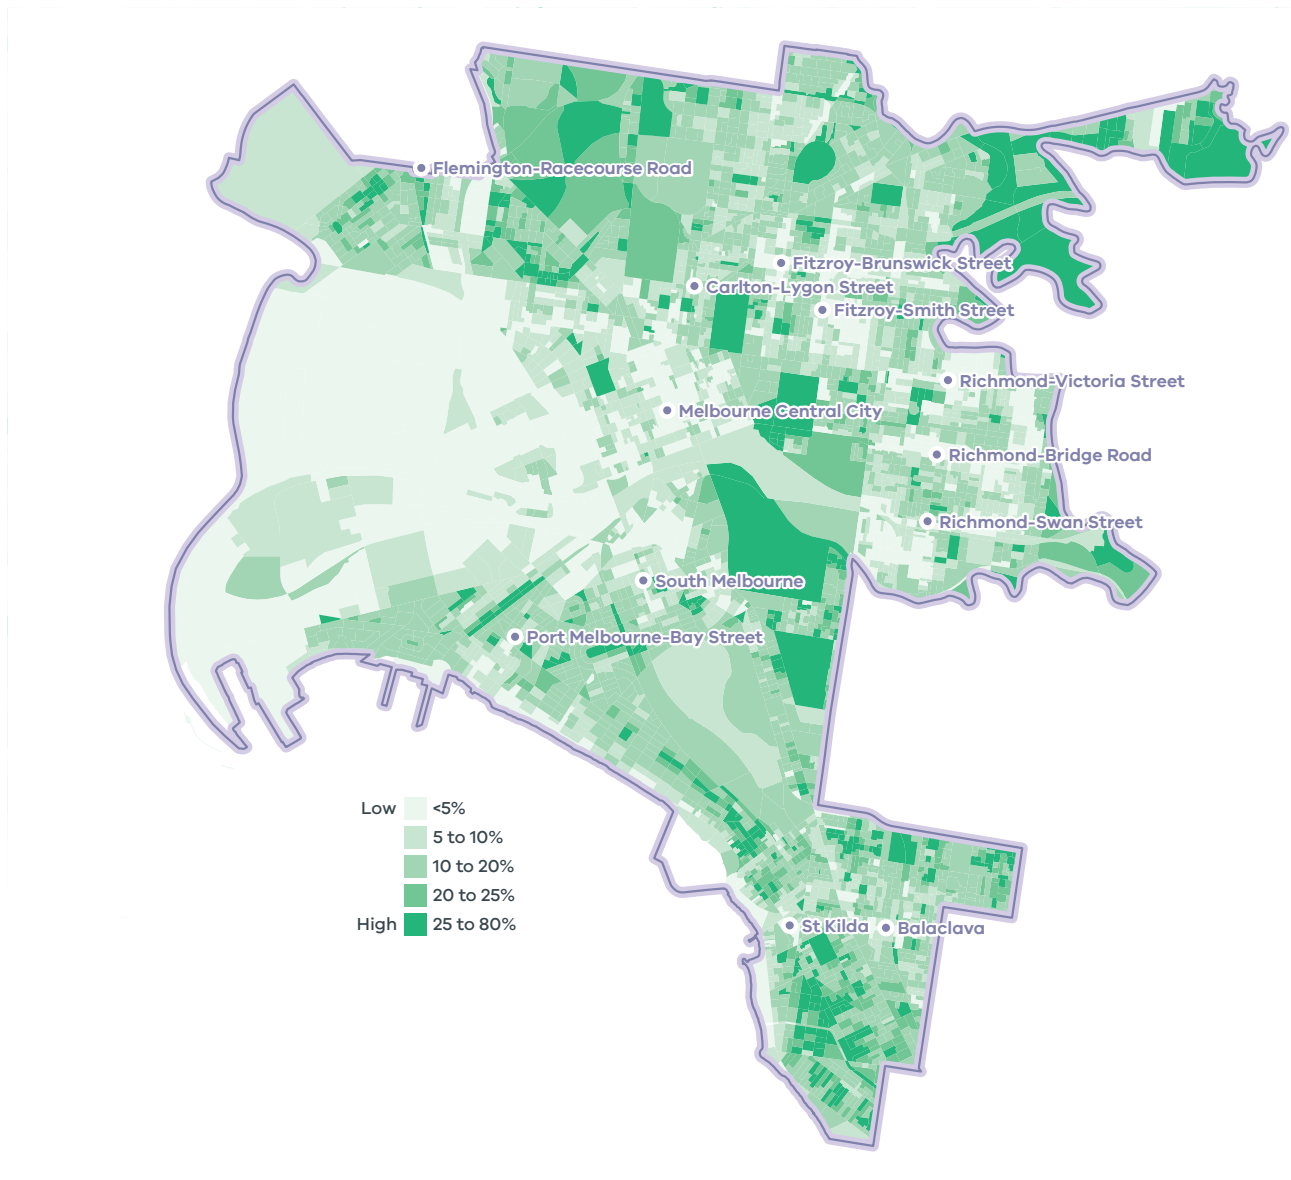 Flemington-Racecourse Road
Fitzroy-Brunswick Street
Carlton-Lygon Street
Fitzroy-Smith Street
Richmond-Victoria Street
Melbourne Central City
Richmond-Bridge Road
Richmond-Swan Street
South Melbourne
Port Melbourne-Bay Street
Low <5%
5 to 10%
10 to 20%
20 to 25%
High 25 to 80%
St Kilda
Balaclava